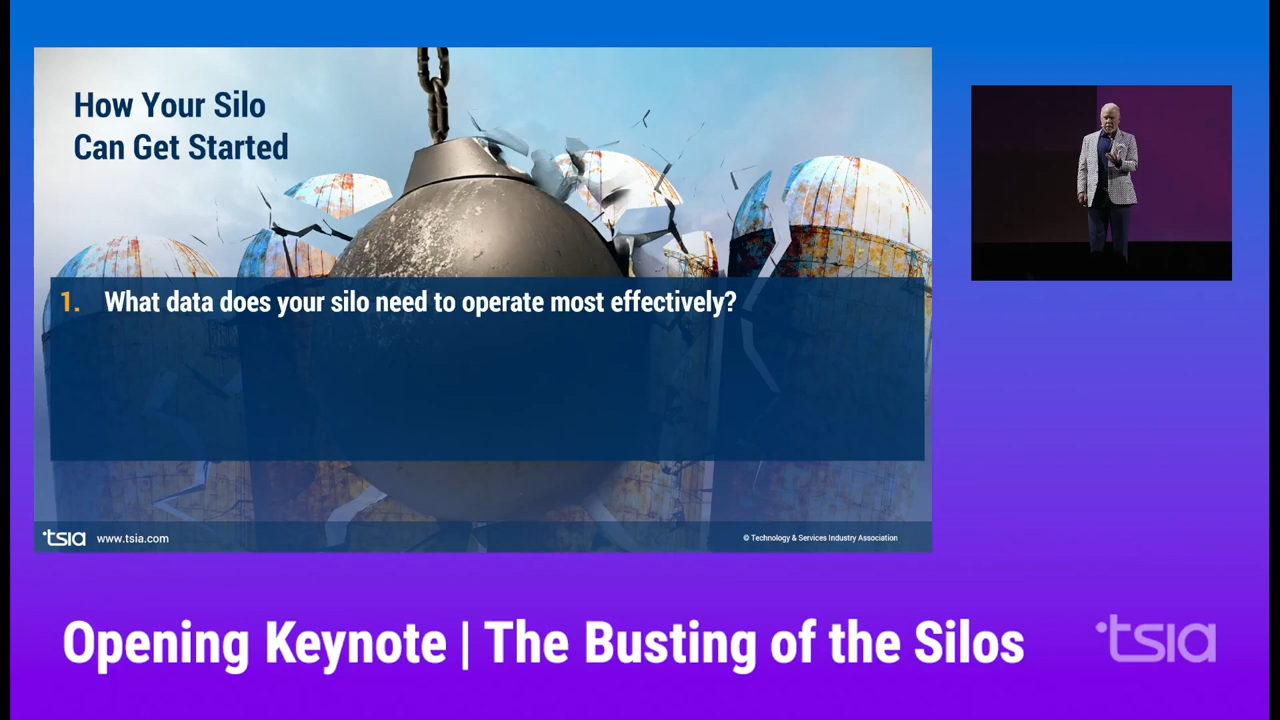 How Your Silo
Can Get Started
1. What data does your silo need to operate most effectively?
tsia www.tsia.com
© Technology & Services Industry Association
Opening Keynote | The Busting of the Silos
tsia